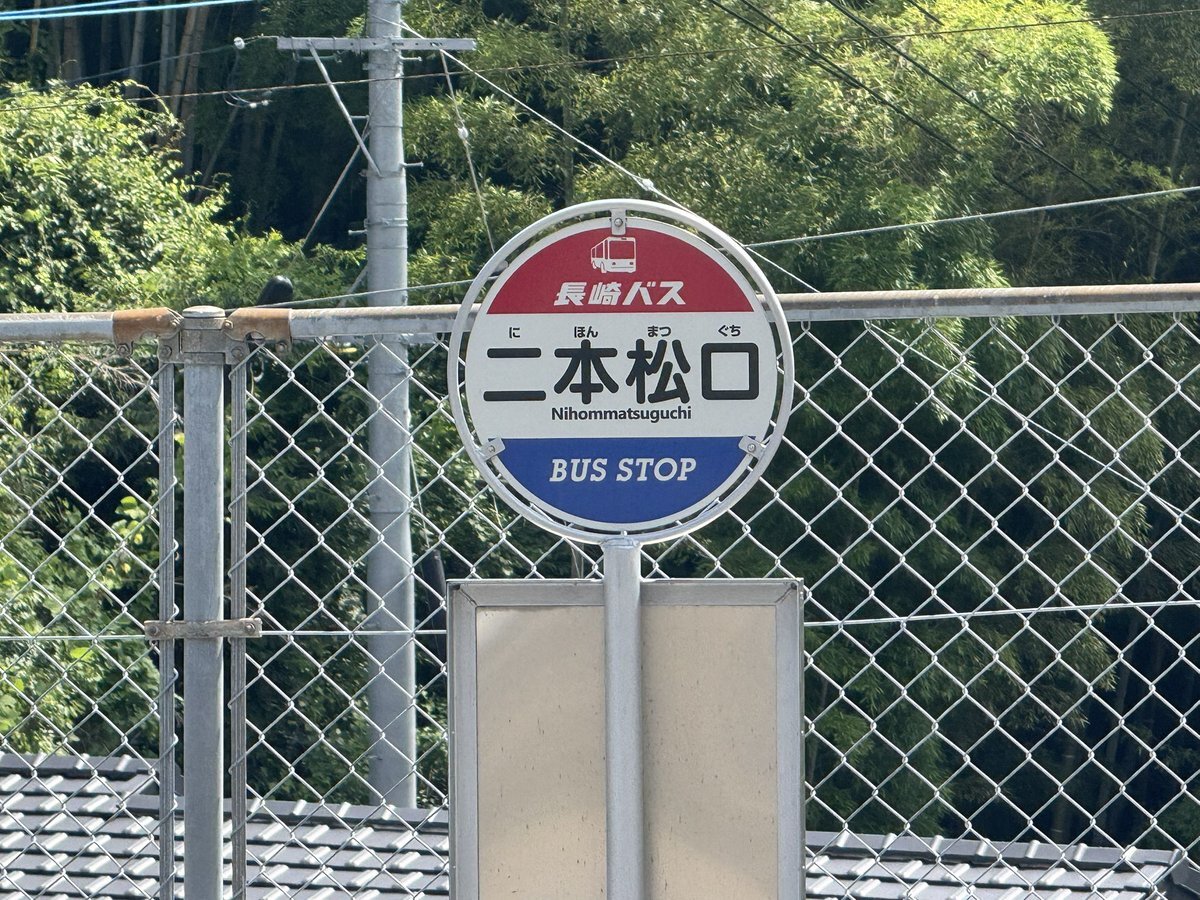 長崎バス
に ほん まつ ぐち
二本松口
Nihommatsuguchi
BUS STOP